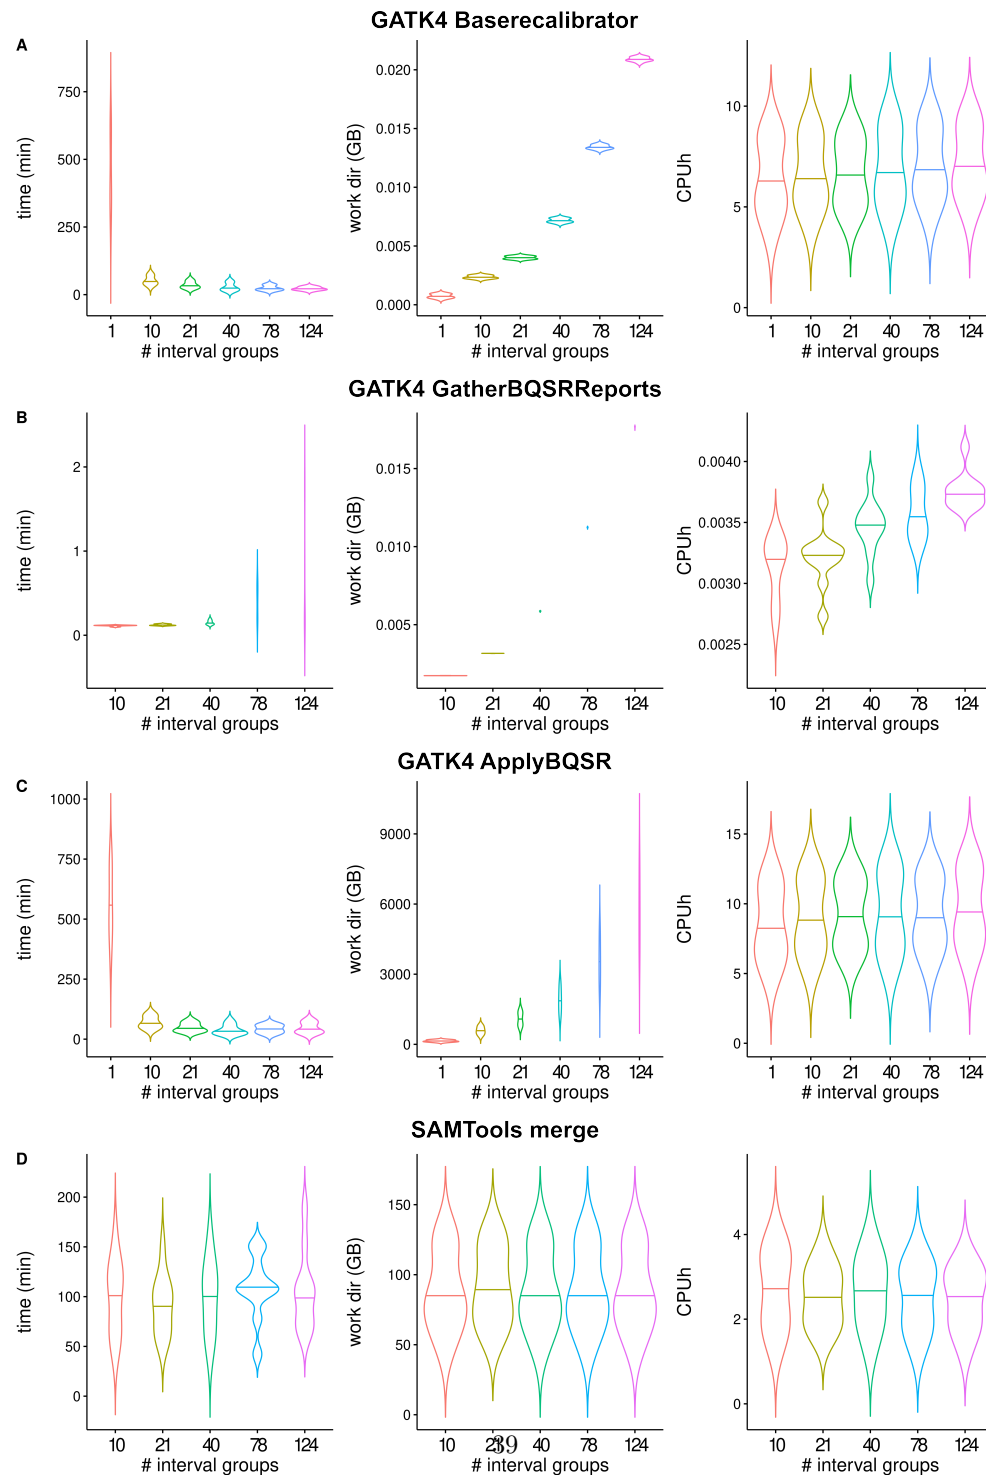 GATK4 Baserecalibrator
A
time (min)
750
500
250
0
1 10 21 40 78 124
# interval groups
work dir (GB)
0.020
0.015
0.010
0.005
0.000
1 10 21 40 78 124
# interval groups
CPUh
10
5
0
1 10 21 40 78 124
# interval groups
GATK4 GatherBQSRReports
B
time (min)
2
1
0
10 21 40 78 124
# interval groups
work dir (GB)
0.015
0.010
0.005
10 21 40 78 124
# interval groups
CPUh
0.0040
0.0035
0.0030
0.0025
10 21 40 78 124
# interval groups
GATK4 ApplyBQSR
C
time (min)
1000
750
500
250
0
1 10 21 40 78 124
# interval groups
work dir (GB)
9000
6000
3000
0
1 10 21 40 78 124
# interval groups
CPUh
15
10
5
0
1 10 21 40 78 124
# interval groups
SAMTools merge
D
time (min)
200
150
100
50
0
10 21 40 78 124
# interval groups
work dir (GB)
150
100
50
0
10 21 40 78 124
# interval groups
CPUh
4
2
0
10 21 40 78 124
# interval groups
39